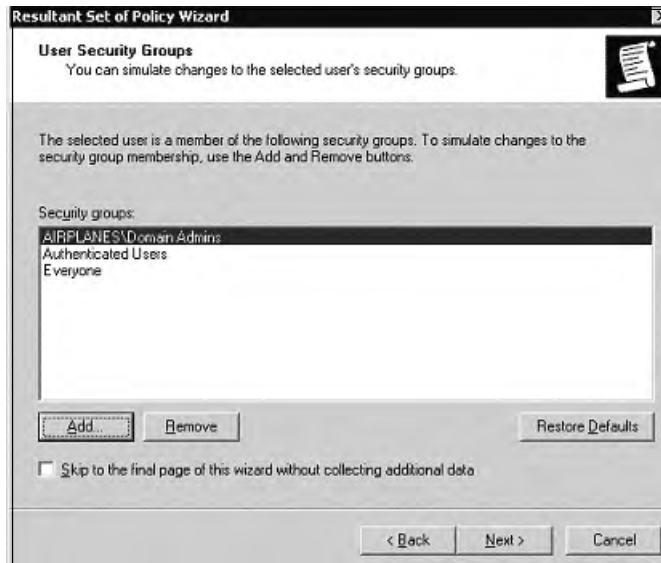 Resultant Set of Policy Wizard
User Security Groups
You can simulate changes to the selected user's security groups.
The selected user is a member of the following security groups. To simulate changes to the
security group membership, use the Add and Remove buttons.
Security groups:
AIRPLANES\Domain Admins
Authenticated Users
Everyone
Add...
Remove
Restore Defaults
Skip to the final page of this wizard without collecting additional data
< Back
Next >
Cancel